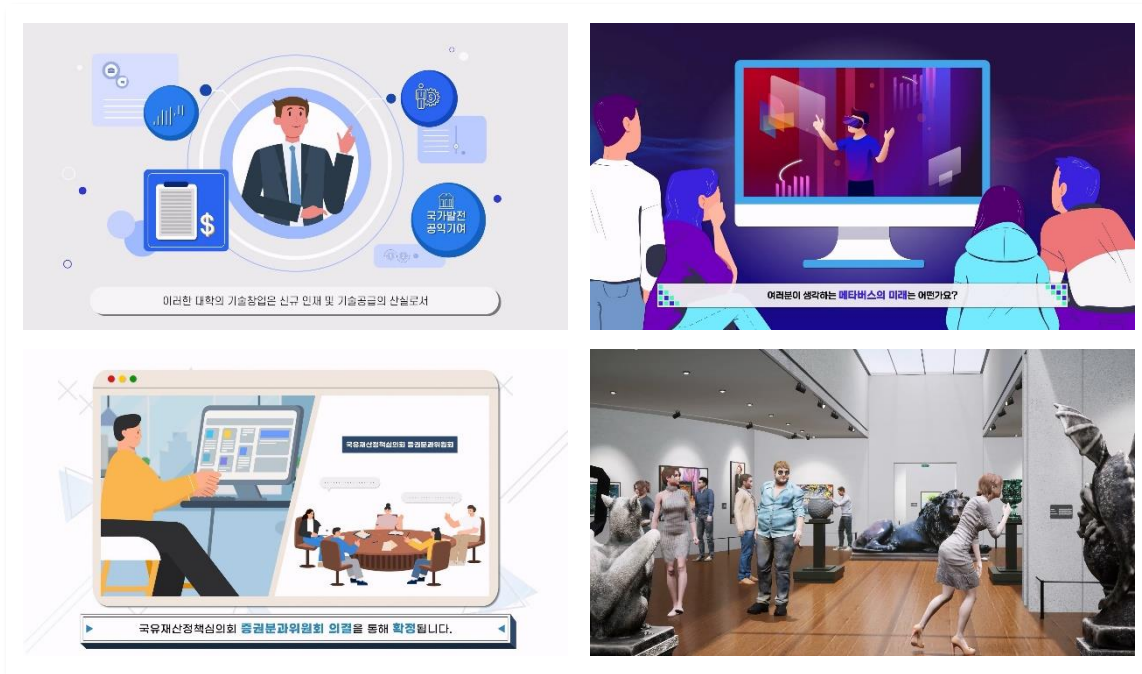 국가발전
공익기여
이러한 대학의 기술창업은 신규 인재 및 기술공급의 산실로서
여러분이 생각하는 메타버스의 미래는 어떤가요?
국유재산정책심의회 증권분과위원회
국유재산정책심의회 증권분과위원회 의결을 통해 확정됩니다.